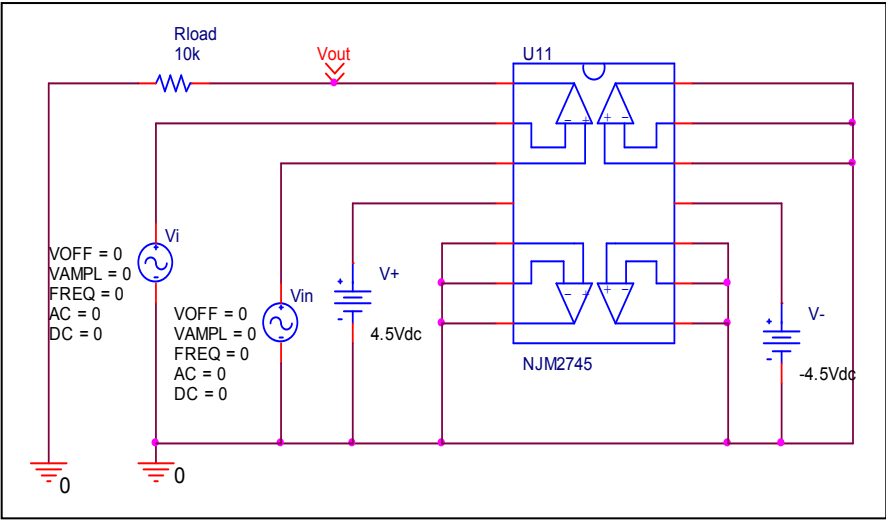 Rload
10k
Vout
U11
− +
+ −
Vi
VOFF = 0
VAMPL = 0
FREQ = 0
AC = 0
DC = 0
Vin
VOFF = 0
VAMPL = 0
FREQ = 0
AC = 0
DC = 0
V+
4.5Vdc
− +
+ −
NJM2745
V-
-4.5Vdc
0
0